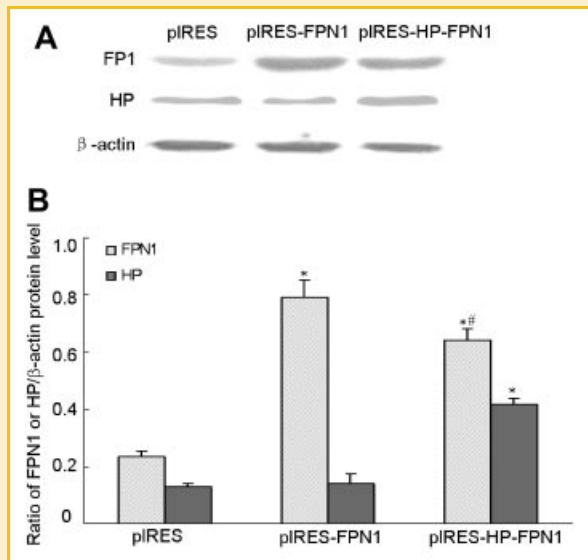 A
pIRES pIRES-FPN1 pIRES-HP-FPN1
FP1
HP
β-actin
B
Ratio of FPN1 or HP/β-actin protein level
1.0
0.8
0.6
0.4
0.2
0
FPN1
HP
*
*#
*
pIRES pIRES-FPN1 pIRES-HP-FPN1